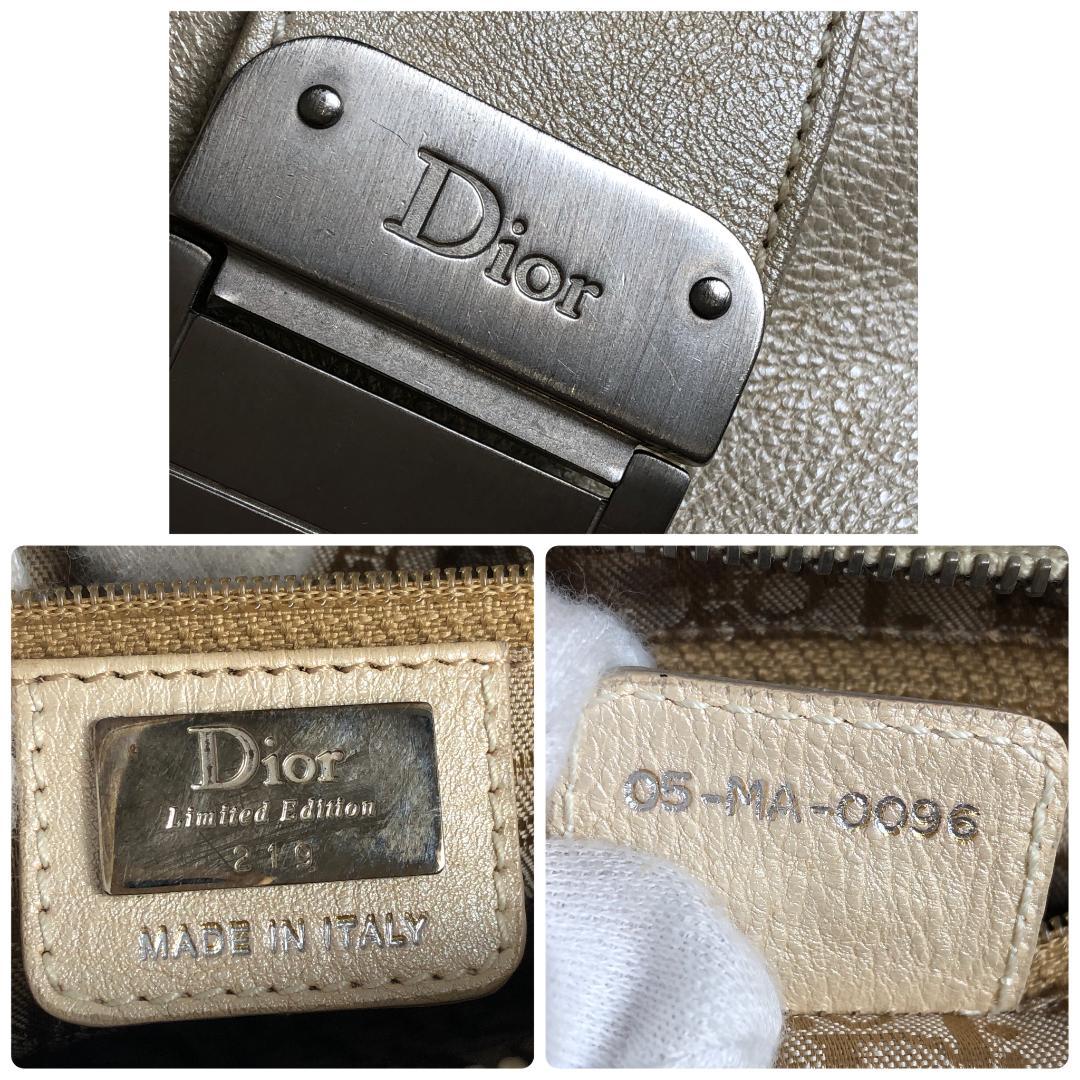 Dior
Dior
Limited Edition
219
MADE IN ITALY
05-MA-0096